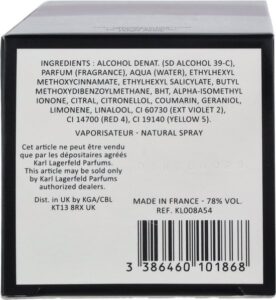 INGREDIENTS : ALCOHOL DENAT. (SD ALCOHOL 39-C),
PARFUM (FRAGRANCE), AQUA (WATER), ETHYLHEXYL
METHOXYCINNAMATE, ETHYLHEXYL SALICYLATE, BUTYL
METHOXYDIBENZOYLMETHANE, BHT, ALPHA-ISOMETHYL
IONONE, CITRAL, CITRONELLOL, COUMARIN, GERANIOL,
LIMONENE, LINALOOL, CI 60730 (EXT VIOLET 2),
CI 14700 (RED 4), CI 19140 (YELLOW 5).
VAPORISATEUR - NATURAL SPRAY
Cet article ne peut être vendu
que par les dépositaires agréés
Karl Lagerfeld Parfums
This article may be sold only
by Karl Lagerfeld Parfums
authorized dealers.
Dist. in UK by KGA/CBL
KT13 8RX UK
MADE IN FRANCE - 78% VOL.
REF. KL008A54
3 386460 101868